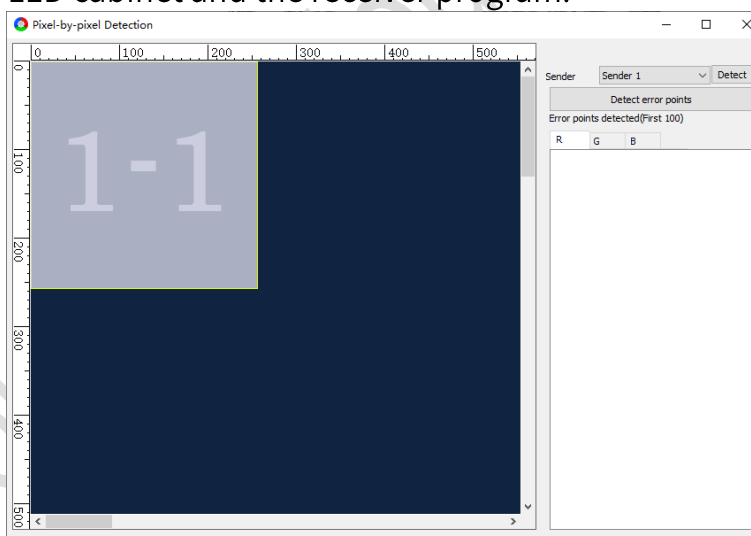 LED cabinet and the receiver program.
Pixel-by-pixel Detection
0 100 200 300 400 500
0
100
200
300
400
500
1-1
Sender Sender 1 Detect
Detect error points
Error points detected(First 100)
R G B